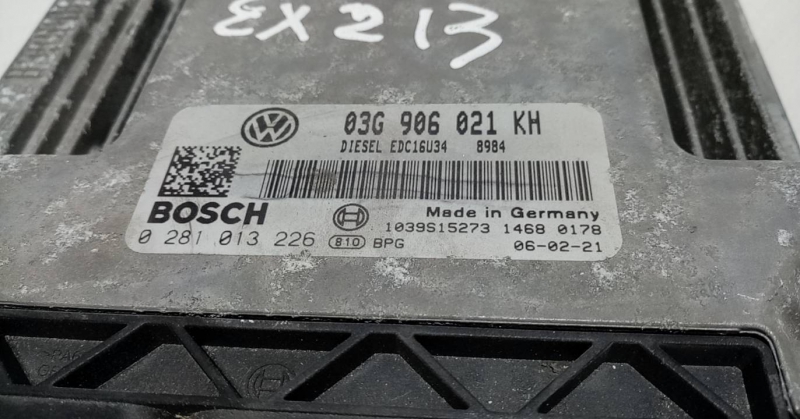 EX213
03G 906 021 KH
DIESEL EDC16U34 8984
BOSCH
Made in Germany
1039S15273 1468 0178
0 281 013 226 810 BPG 06-02-21